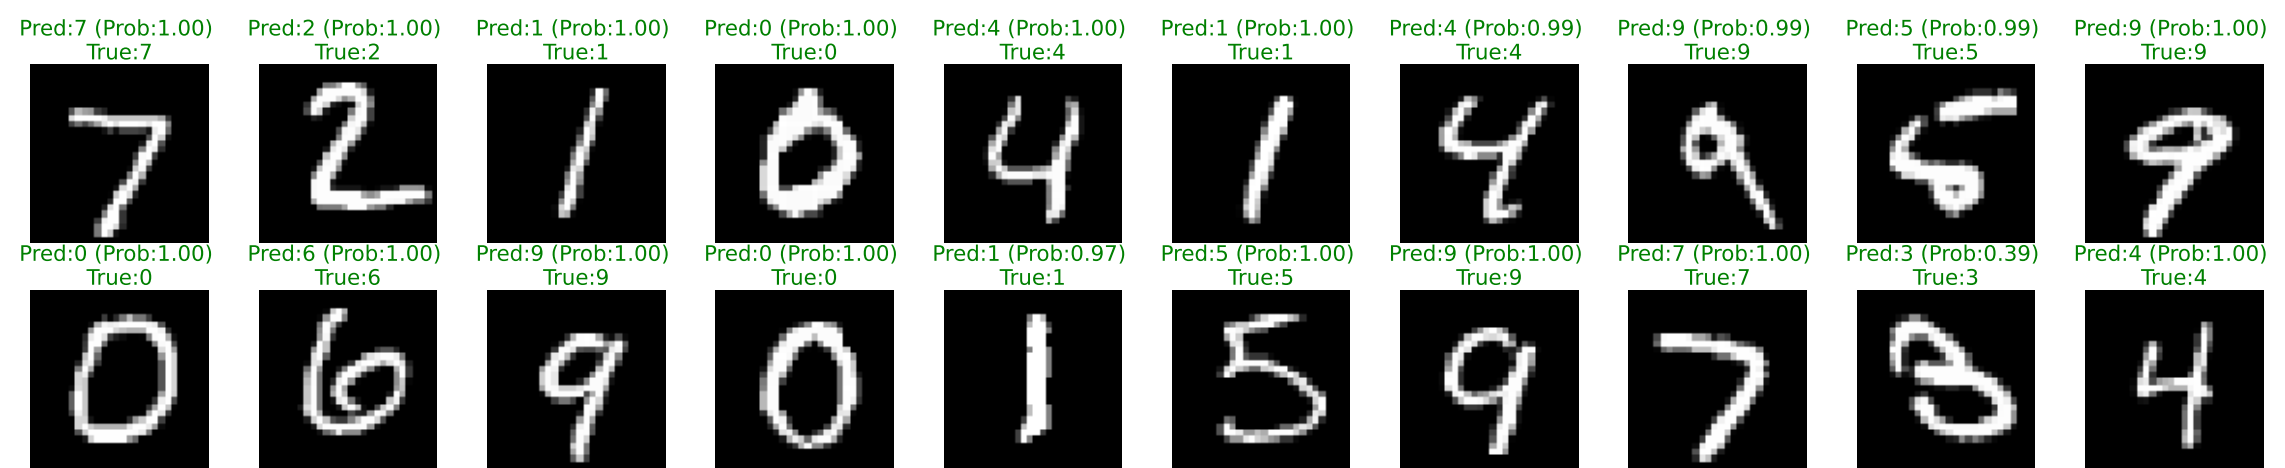 Pred:7 (Prob:1.00) Pred:2 (Prob:1.00) Pred:1 (Prob:1.00) Pred:0 (Prob:1.00) Pred:4 (Prob:1.00) Pred:1 (Prob:1.00) Pred:4 (Prob:0.99) Pred:9 (Prob:0.99) Pred:5 (Prob:0.99) Pred:9 (Prob:1.00)
True:7 True:2 True:1 True:0 True:4 True:1 True:4 True:9 True:5 True:9
7 2 1 0 4 1 4 9 5 9
Pred:0 (Prob:1.00) Pred:6 (Prob:1.00) Pred:9 (Prob:1.00) Pred:0 (Prob:1.00) Pred:1 (Prob:0.97) Pred:5 (Prob:1.00) Pred:9 (Prob:1.00) Pred:7 (Prob:1.00) Pred:3 (Prob:0.39) Pred:4 (Prob:1.00)
True:0 True:6 True:9 True:0 True:1 True:5 True:9 True:7 True:3 True:4
0 6 9 0 1 5 9 7 3 4